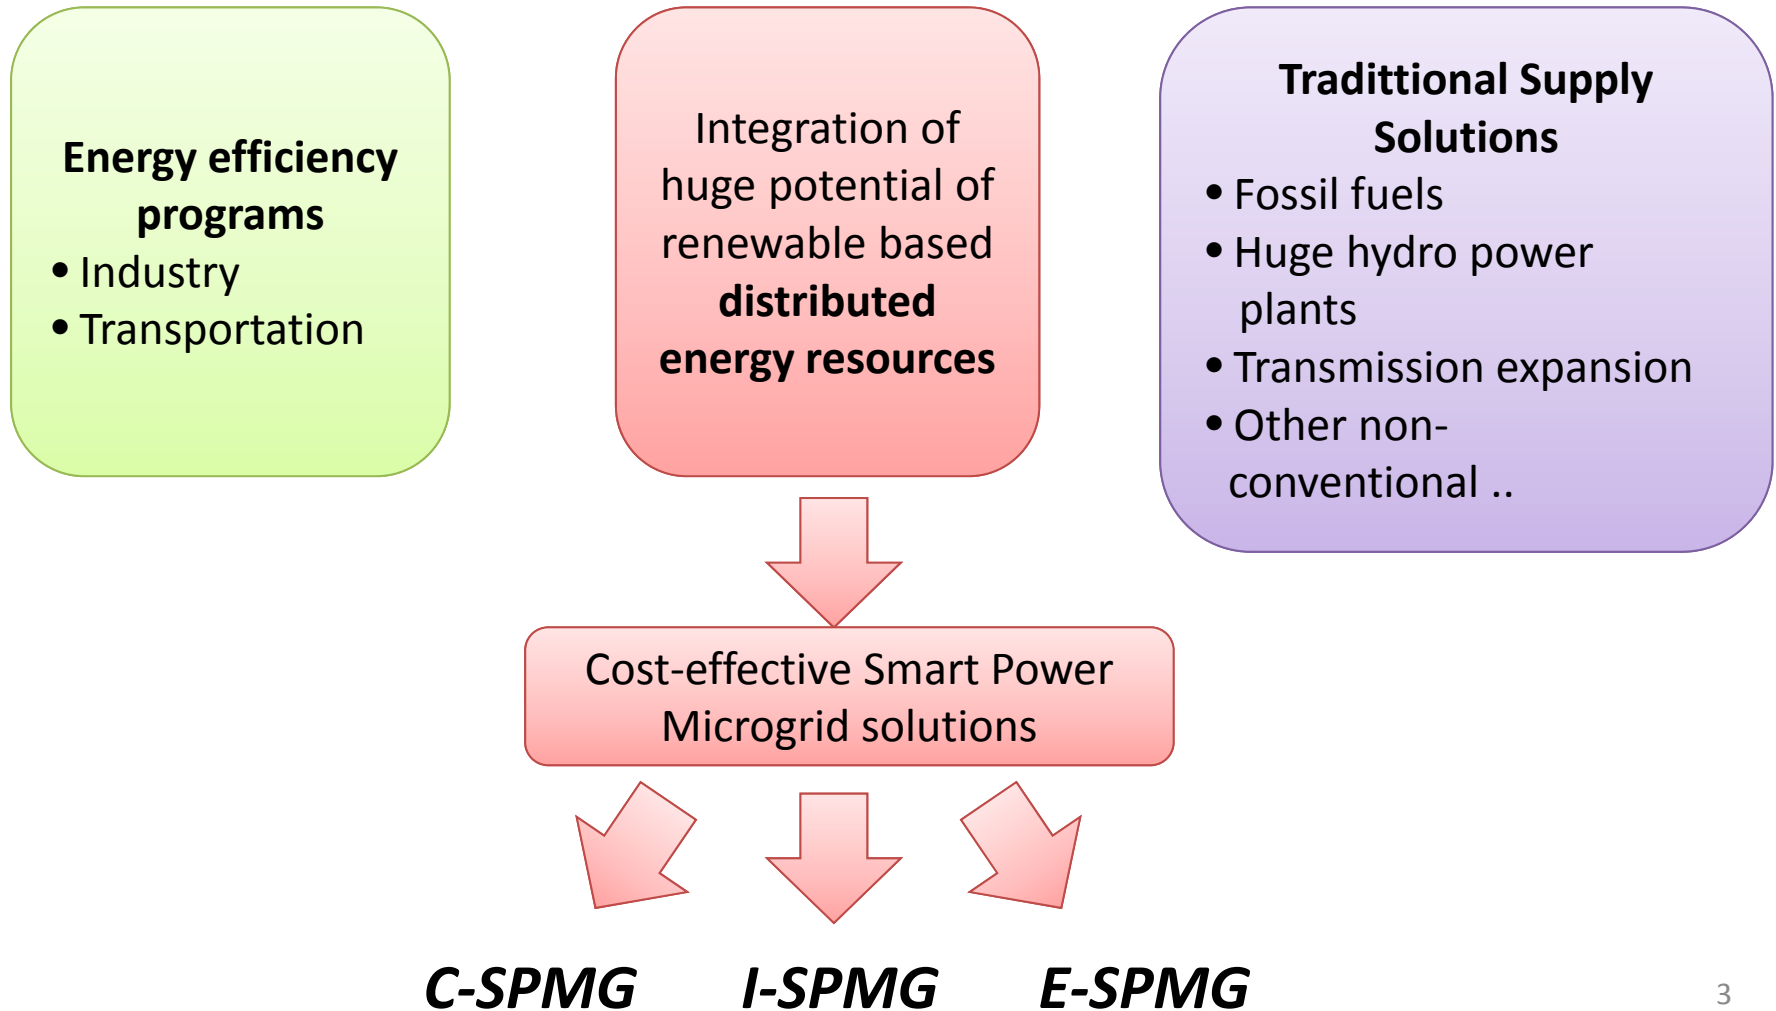 Energy efficiency
programs
• Industry
• Transportation
Integration of
huge potential of
renewable based
distributed
energy resources
Tradittional Supply
Solutions
• Fossil fuels
• Huge hydro power
plants
• Transmission expansion
• Other non-
conventional ..
Cost-effective Smart Power
Microgrid solutions
C-SPMG I-SPMG E-SPMG
3